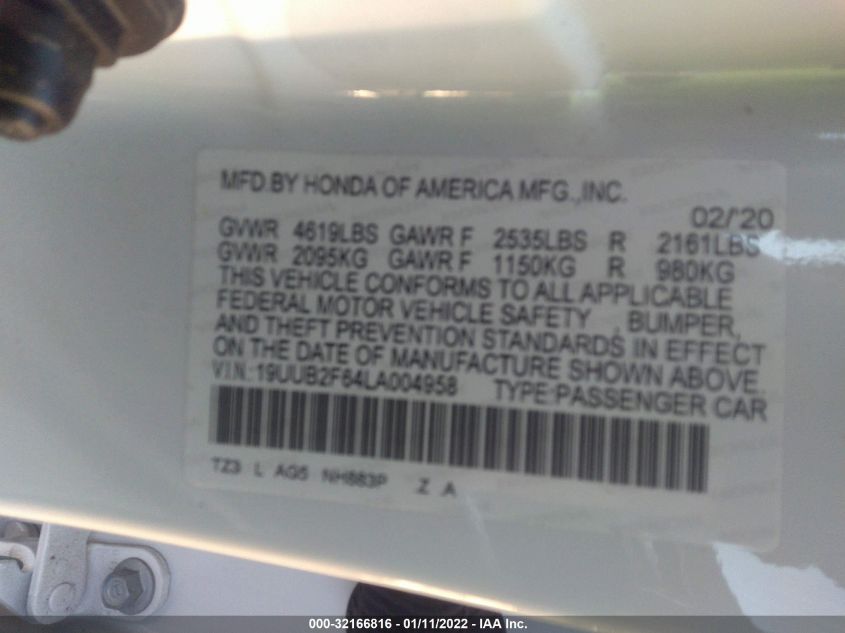 MFD.BY HONDA OF AMERICA MFG.,INC.
02/'20
GVWR 4619LBS GAWR F 2535LBS R 2161LBS
GVWR 2095KG GAWR F 1150KG R 980KG
THIS VEHICLE CONFORMS TO ALL APPLICABLE
FEDERAL MOTOR VEHICLE SAFETY , BUMPER,
AND THEFT PREVENTION STANDARDS IN EFFECT
ON THE DATE OF MANUFACTURE SHOWN ABOVE.
V.I.N.:19UUB2F64LA004958 TYPE:PASSENGER CAR
TZ3 L AG5 NH883P Z A
000-32166816 - 01/11/2022 - IAA Inc.